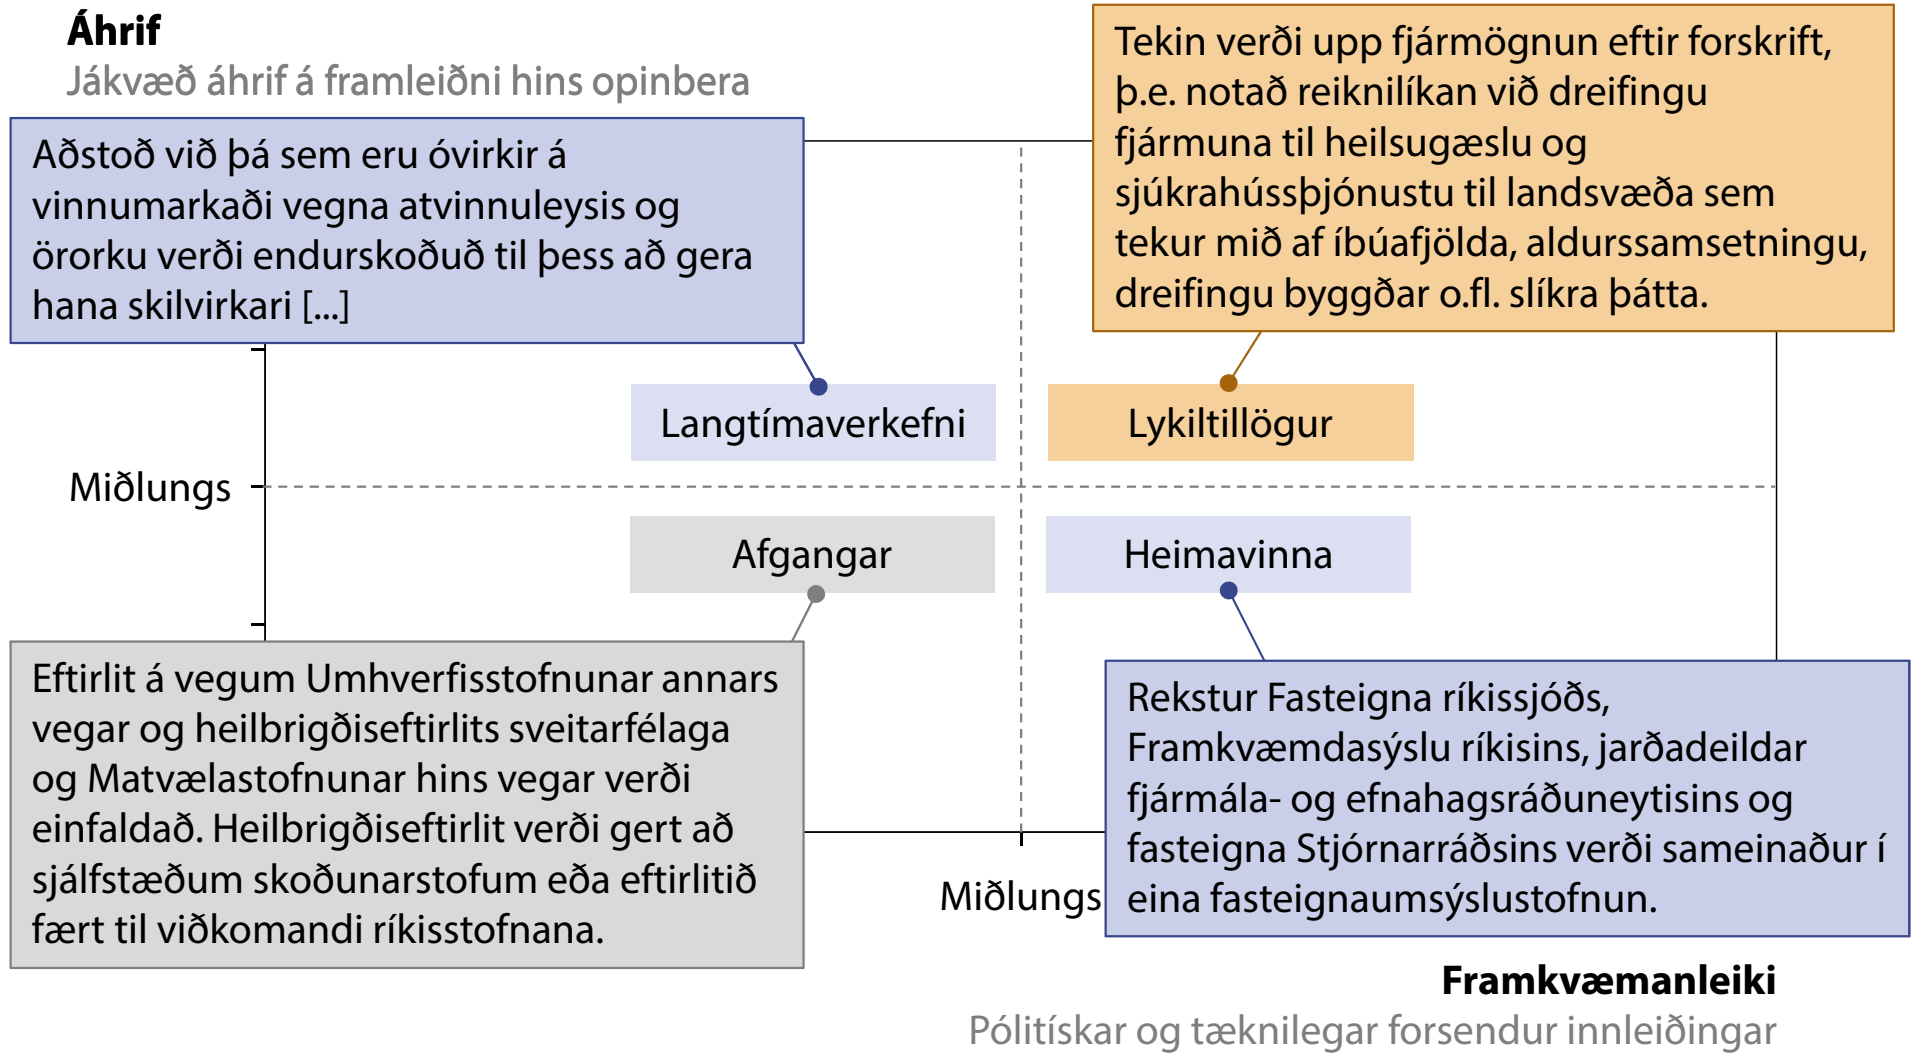 Áhrif
Jákvæð áhrif á framleiðni hins opinbera
Aðstoð við þá sem eru óvirkir á
vinnumarkaði vegna atvinnuleysis og
örorku verði endurskoðuð til þess að gera
hana skilvirkari [...]
Tekin verði upp fjármögnun eftir forskrift,
þ.e. notað reiknilíkan við dreifingu
fjármuna til heilsugæslu og
sjúkrahússþjónustu til landsvæða sem
tekur mið af íbúafjölda, aldurssamsetningu,
dreifingu byggðar o.fl. slíkra þátta.
Langtímaverkefni
Lykiltillögur
Miðlungs
Afgangar
Heimavinna
Eftirlit á vegum Umhverfisstofnunar annars
vegar og heilbrigðiseftirlits sveitarfélaga
og Matvælastofnunar hins vegar verði
einfaldað. Heilbrigðiseftirlit verði gert að
sjálfstæðum skoðunarstofum eða eftirlitið
fært til viðkomandi ríkisstofnana.
Rekstur Fasteigna ríkissjóðs,
Framkvæmdasýslu ríkisins, jarðadeildar
fjármála- og efnahagsráðuneytisins og
fasteigna Stjórnarráðsins verði sameinaður í
eina fasteignaumsýslustofnun.
Miðlungs
Framkvæmanleiki
Pólitískar og tæknilegar forsendur innleiðingar